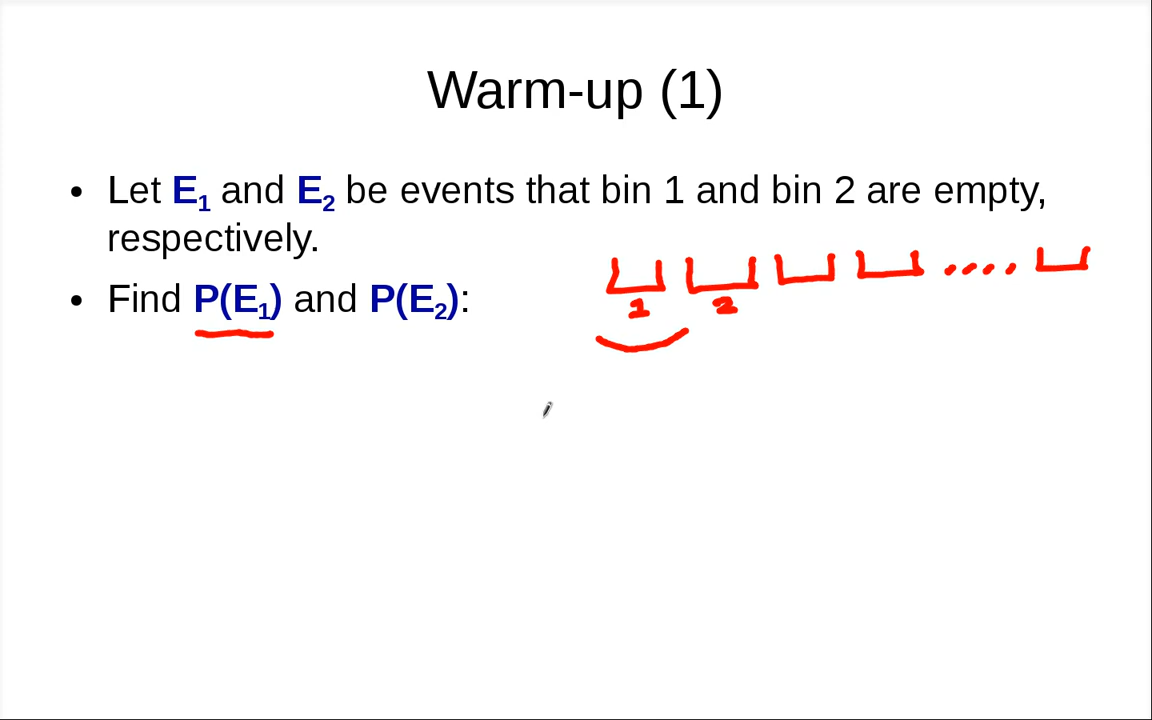 Warm-up (1)
• Let E₁ and E₂ be events that bin 1 and bin 2 are empty,
respectively.
• Find P(E₁) and P(E₂):
1 2